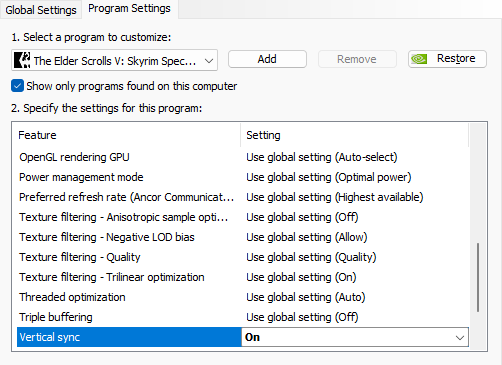 Global Settings Program Settings
1. Select a program to customize:
The Elder Scrolls V: Skyrim Spec... Add Remove Restore
Show only programs found on this computer
2. Specify the settings for this program:
Feature Setting
OpenGL rendering GPU Use global setting (Auto-select)
Power management mode Use global setting (Optimal power)
Preferred refresh rate (Ancor Communicat... Use global setting (Highest available)
Texture filtering - Anisotropic sample opti... Use global setting (Off)
Texture filtering - Negative LOD bias Use global setting (Allow)
Texture filtering - Quality Use global setting (Quality)
Texture filtering - Trilinear optimization Use global setting (On)
Threaded optimization Use global setting (Auto)
Triple buffering Use global setting (Off)
Vertical sync On